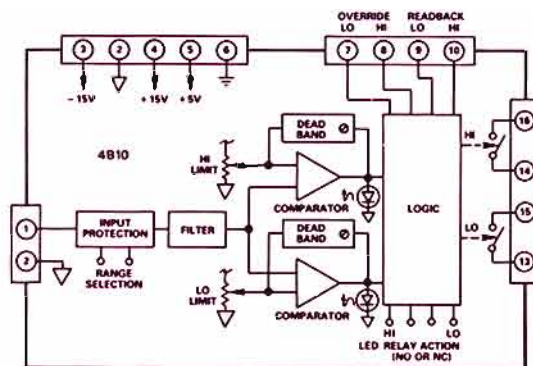 OVERRIDE READBACK
LO HI LO HI
3 2 4 5 6
7 8 9 10
-15V +15V +5V
4B10
DEAD BAND
HI LIMIT
COMPARATOR
16
HI
14
LOGIC
1
INPUT PROTECTION
FILTER
2
RANGE SELECTION
DEAD BAND
LO
15
13
LO LIMIT
COMPARATOR
HI LO
LED RELAY ACTION
(NO OR NC)